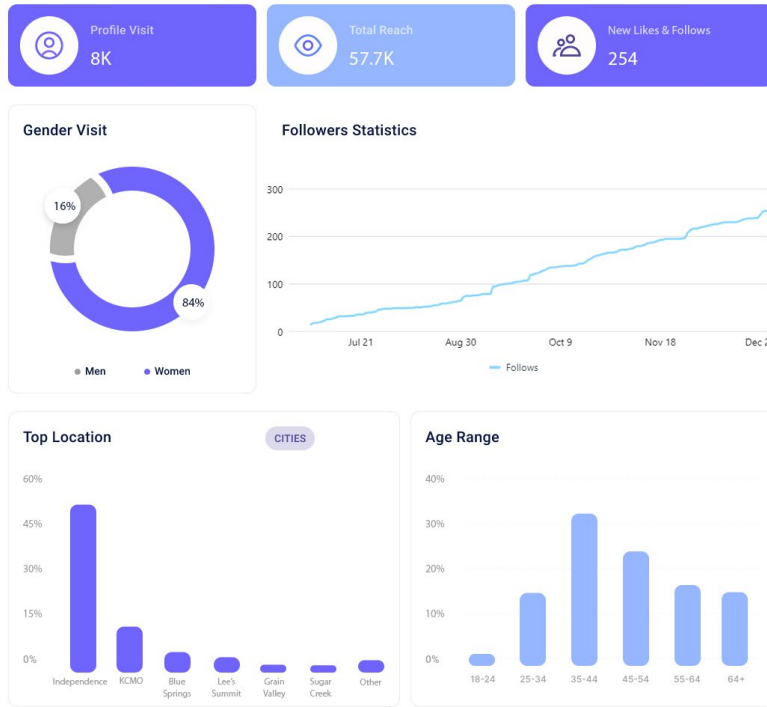 Profile Visit
8K
Total Reach
57.7K
New Likes & Follows
254
Gender Visit
16%
84%
Men
Women
Followers Statistics
300
200
100
0
Jul 21
Aug 30
Oct 9
Nov 18
Dec
Follows
Top Location
CITIES
60%
45%
30%
15%
0%
Independence
KCMO
Blue
Springs
Lee's
Summit
Grain
Valley
Sugar
Creek
Other
Age Range
40%
30%
20%
10%
0%
18-24
25-34
35-44
45-54
55-64
64+